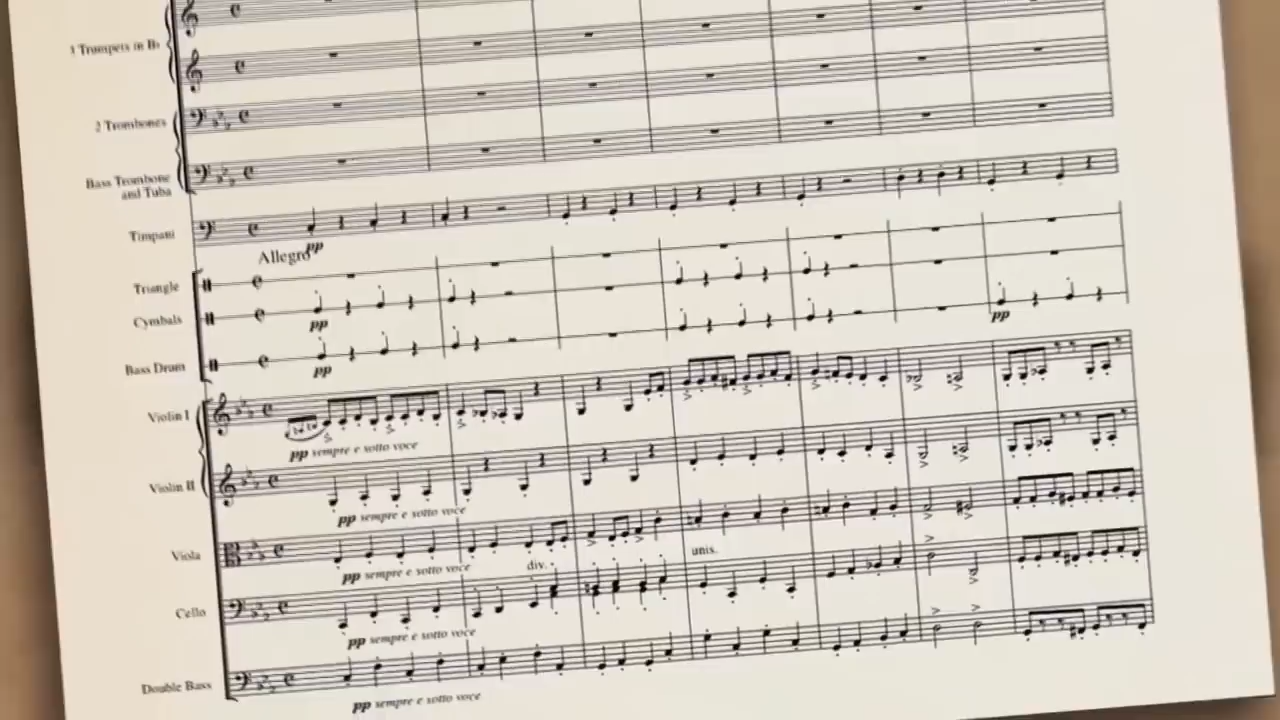 2 Trombones
Bass Trombone
and Tuba
Timpani
pp
Allegro
Triangle
Cymbals
pp
pp
Bass Drum
pp
Violin I
pp sempre e sotto voce
Violin II
pp sempre e sotto voce
Viola
pp sempre e sotto voce
div.
unis.
Cello
pp sempre e sotto voce
Double Bass
pp sempre e sotto voce